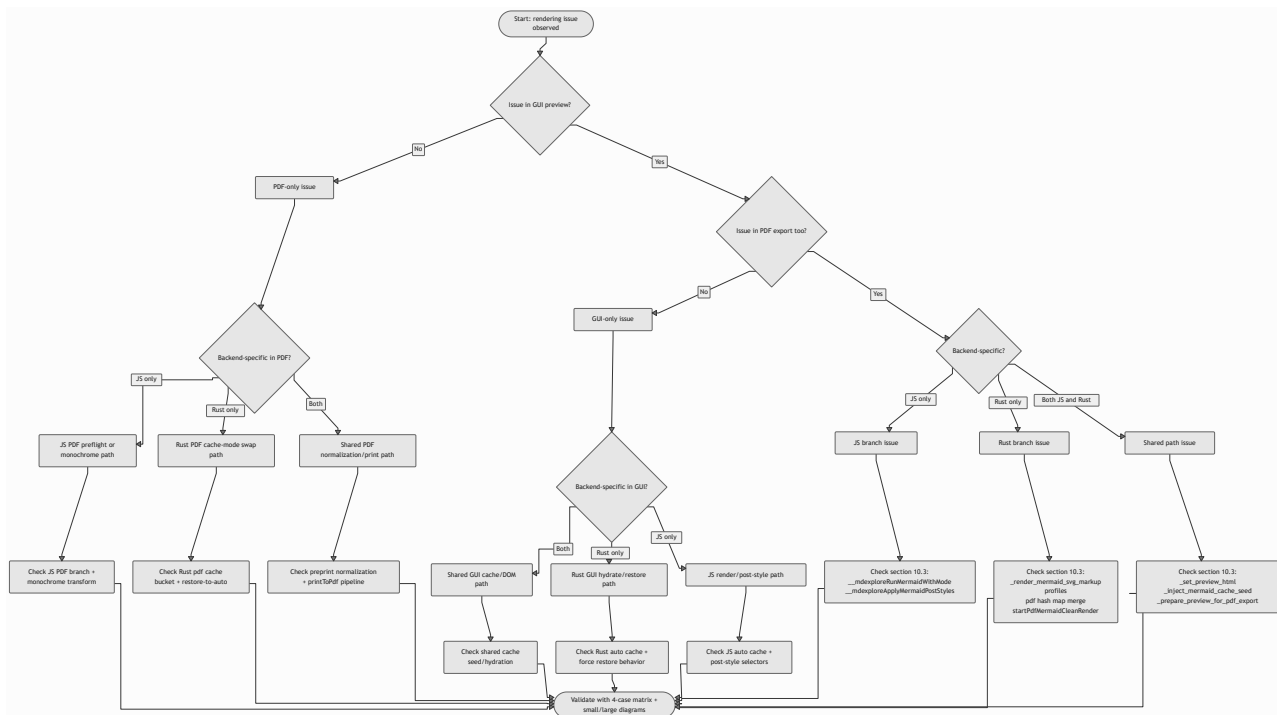 Start: rendering issue
observed
Issue in GUI preview?
No
Yes
PDF-only issue
Issue in PDF export too?
No
Yes
GUI-only issue
Backend-specific in PDF?
Backend-specific?
JS only
Rust only
Both
JS only
Rust only
Both JS and Rust
JS PDF preflight or
monochrome path
Rust PDF cache-mode swap
path
Shared PDF
normalization/print path
JS branch issue
Rust branch issue
Shared path issue
Backend-specific in GUI?
Both
Rust only
JS only
Check JS PDF branch +
monochrome transform
Check Rust pdf cache
bucket + restore-to-auto
Check preprint normalization
+ printToPdf pipeline
Shared GUI cache/DOM
path
Rust GUI hydrate/restore
path
JS render/post-style path
Check section 10.3:
__mdexploreRunMermaidWithMode
__mdexploreApplyMermaidPostStyles
Check section 10.3:
_render_mermaid_svg_markup
profiles
pdf hash map merge
startPdfMermaidCleanRender
Check section 10.3:
_set_preview_html
_inject_mermaid_cache_seed
_prepare_preview_for_pdf_export
Check shared cache
seed/hydration
Check Rust auto cache +
force restore behavior
Check JS auto cache +
post-style selectors
Validate with 4-case matrix +
small/large diagrams